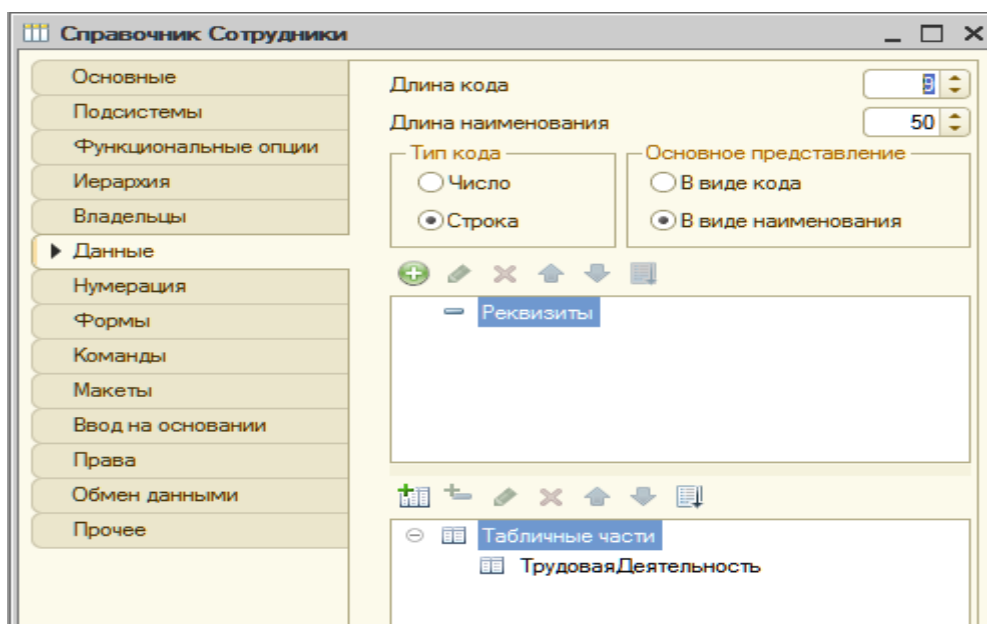 Справочник Сотрудники
Основные
Подсистемы
Функциональные опции
Иерархия
Владельцы
Данные
Нумерация
Формы
Команды
Макеты
Ввод на основании
Права
Обмен данными
Прочее
Длина кода 9
Длина наименования 50
Тип кода
Число
Строка
Основное представление
В виде кода
В виде наименования
Реквизиты
Табличные части
ТрудоваяДеятельность